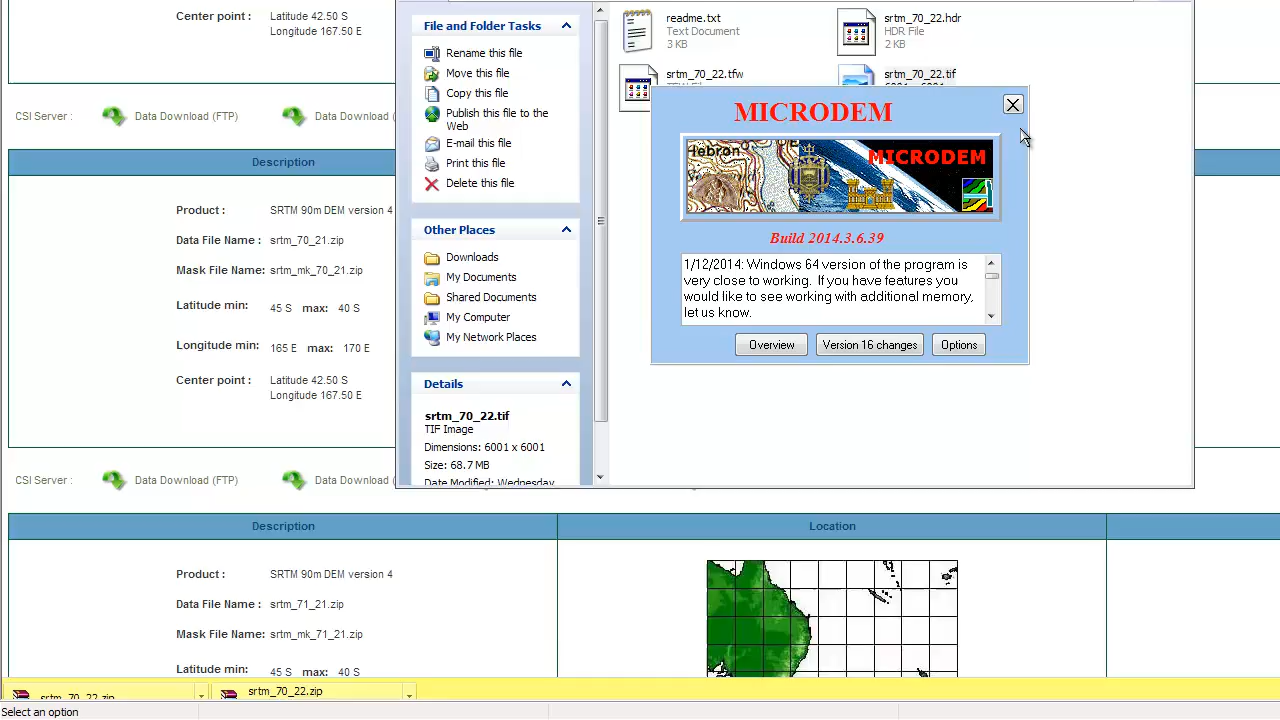 Center point :
Latitude 42.50 S
Longitude 167.50 E
CSI Server :
Data Download (FTP)
Data Download (
Description
Product :
SRTM 90m DEM version 4
Data File Name :
srtm_70_21.zip
Mask File Name:
srtm_mk_70_21.zip
Latitude min:
45 S max: 40 S
Longitude min:
165 E max: 170 E
Center point :
Latitude 42.50 S
Longitude 167.50 E
CSI Server :
Data Download (FTP)
Data Download (
Description
Location
Product :
SRTM 90m DEM version 4
Data File Name :
srtm_71_21.zip
Mask File Name:
srtm_mk_71_21.zip
Latitude min:
45 S max: 40 S
srtm_70_22.zip
srtm_70_22.zip
Select an option
File and Folder Tasks
Rename this file
Move this file
Copy this file
Publish this file to the
Web
E-mail this file
Print this file
Delete this file
Other Places
Downloads
My Documents
Shared Documents
My Computer
My Network Places
Details
srtm_70_22.tif
TIF Image
Dimensions: 6001 x 6001
Size: 68.7 MB
Date Modified: Wednesday
readme.txt
Text Document
3 KB
srtm_70_22.hdr
HDR File
2 KB
srtm_70_22.tfw
srtm_70_22.tif
MICRODEM
Hebron
MICRODEM
Build 2014.3.6.39
1/12/2014: Windows 64 version of the program is
very close to working. If you have features you
would like to see working with additional memory,
let us know.
Overview
Version 16 changes
Options